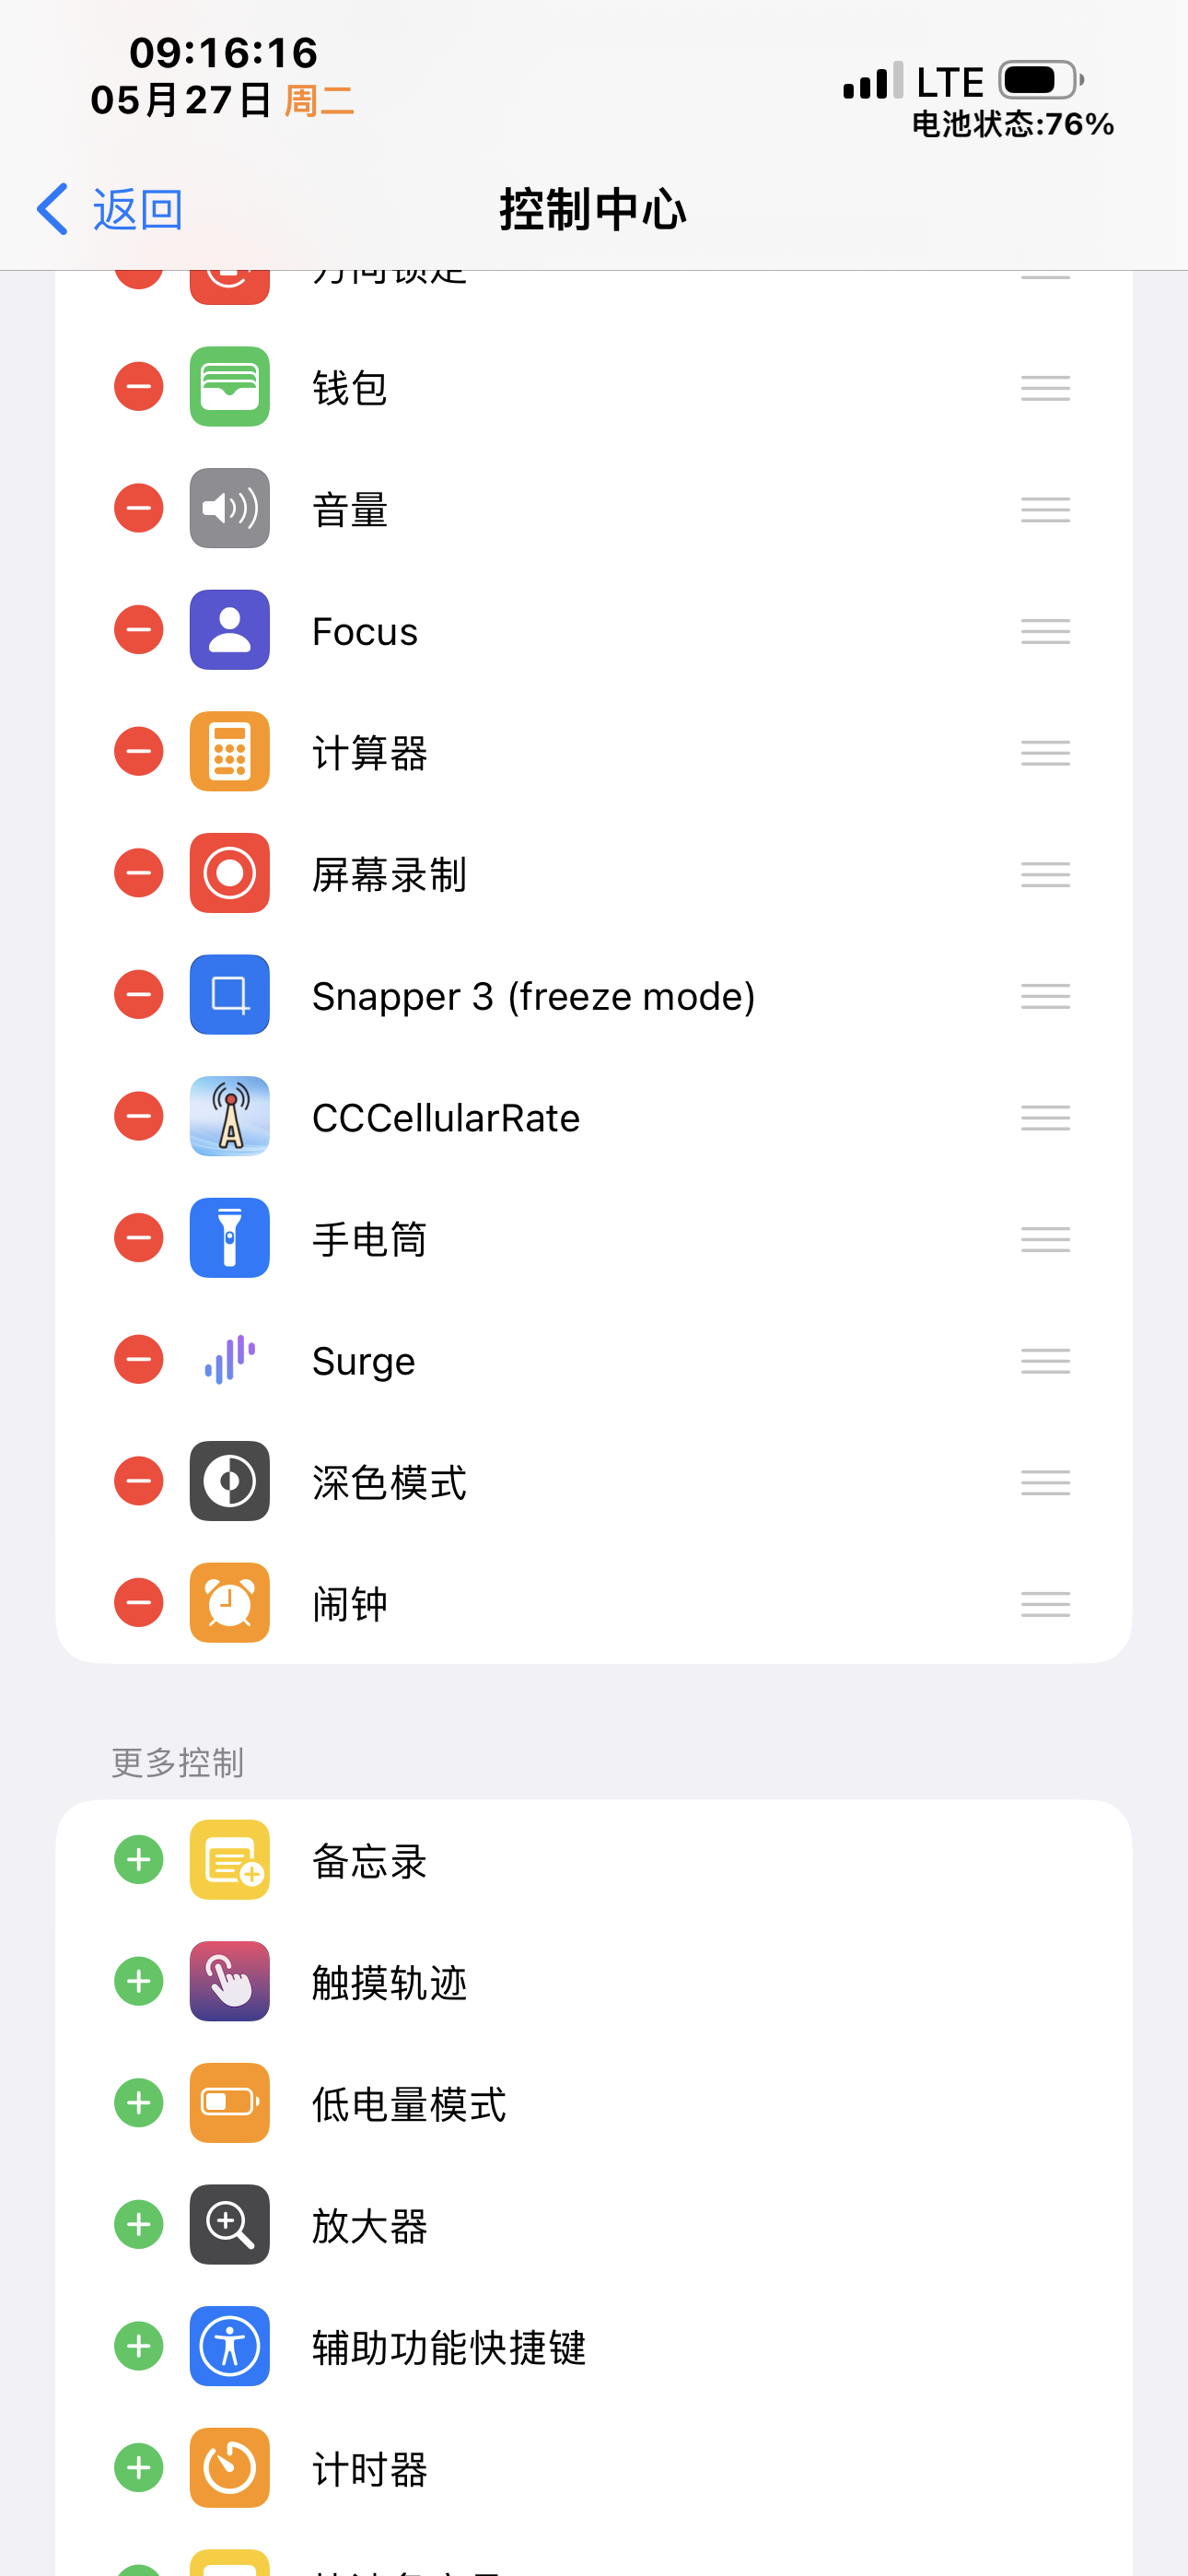 09:16:16
05月27日 周二
LTE
电池状态:76%
返回
控制中心
方向锁定
钱包
音量
Focus
计算器
屏幕录制
Snapper 3 (freeze mode)
CCCellularRate
手电筒
Surge
深色模式
闹钟
更多控制
备忘录
触摸轨迹
低电量模式
放大器
辅助功能快捷键
计时器